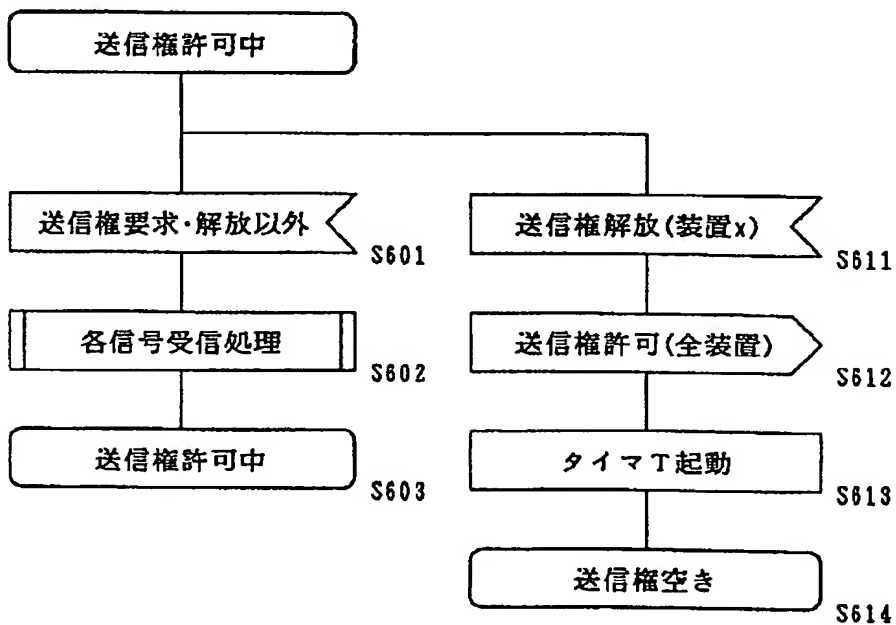 送信権許可中
送信権要求・解放以外
S601
各信号受信処理
S602
送信権許可中
S603
送信権解放(装置x)
S611
送信権許可(全装置)
S612
タイマT起動
S613
送信権空き
S614